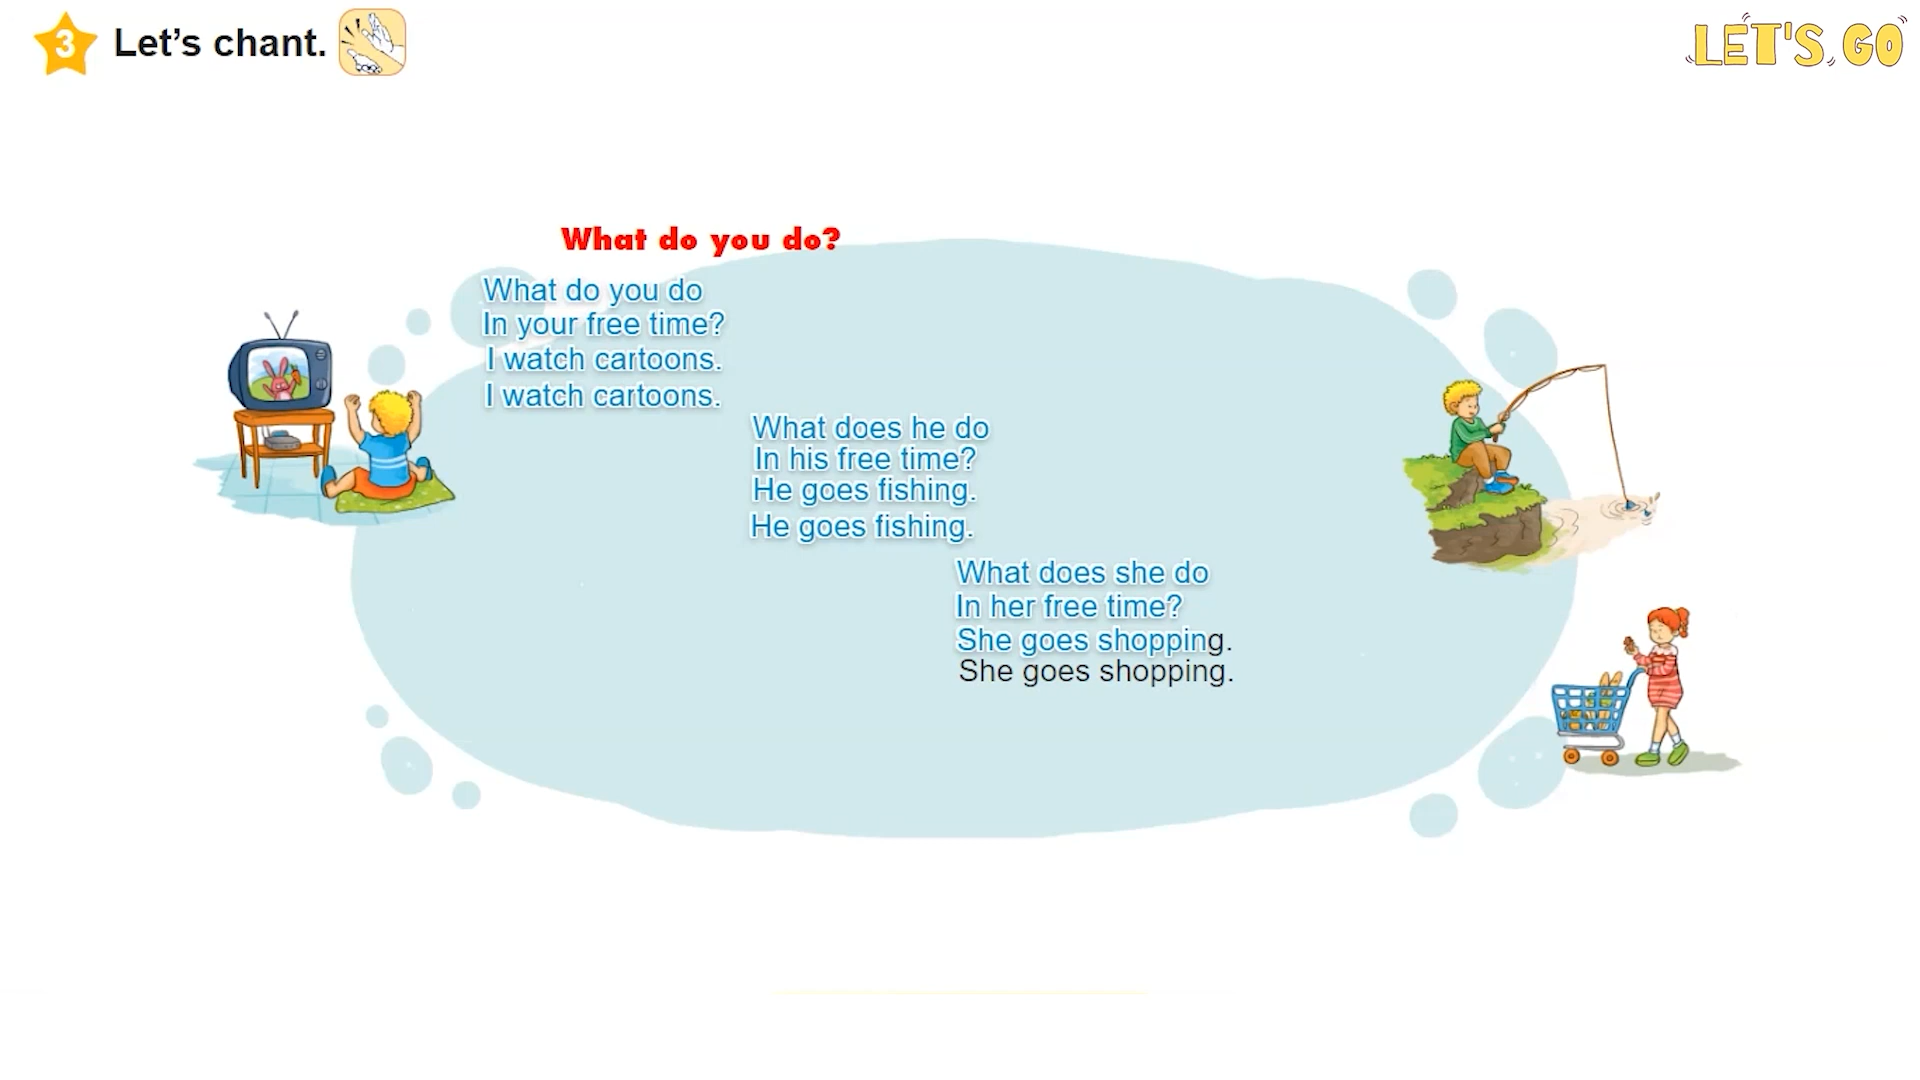 3 Let's chant.
LET'S GO
What do you do?
What do you do
In your free time?
I watch cartoons.
I watch cartoons.
What does he do
In his free time?
He goes fishing.
He goes fishing.
What does she do
In her free time?
She goes shopping.
She goes shopping.